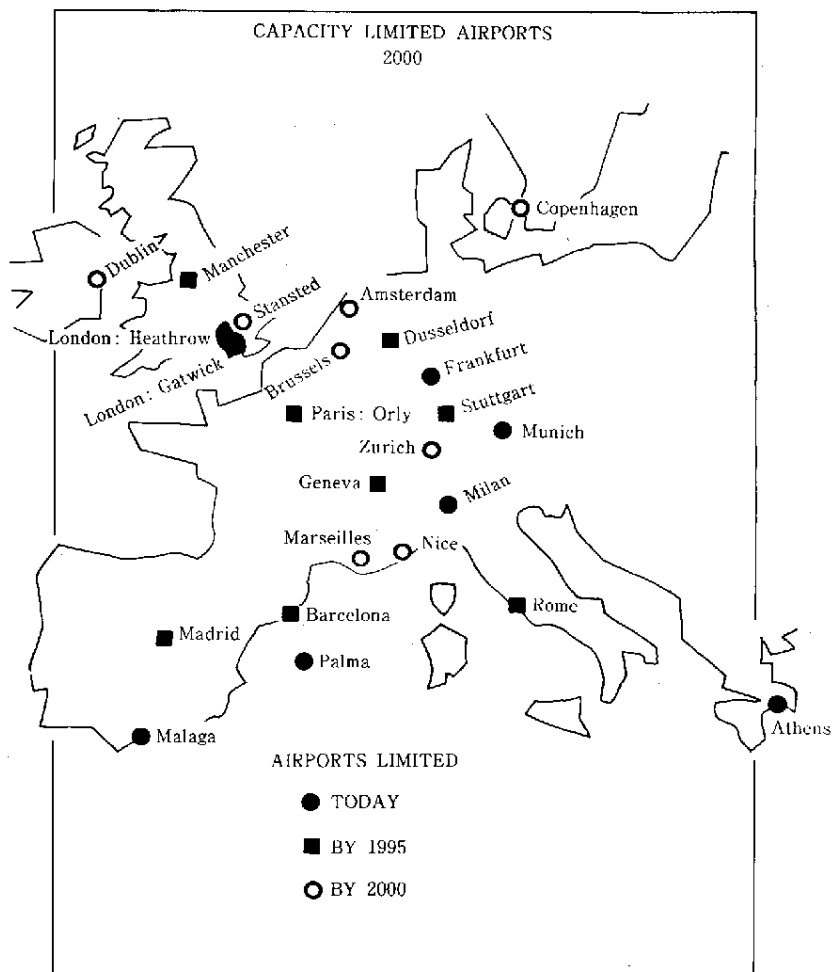 CAPACITY LIMITED AIRPORTS
2000
Copenhagen
Dublin
Manchester
Stansted
Amsterdam
London: Heathrow
Dusseldorf
London: Gatwick
Brussels
Frankfurt
Paris: Orly
Stuttgart
Munich
Zurich
Geneva
Milan
Marseilles
Nice
Barcelona
Rome
Madrid
Palma
Malaga
Athens
AIRPORTS LIMITED
TODAY
BY 1995
BY 2000